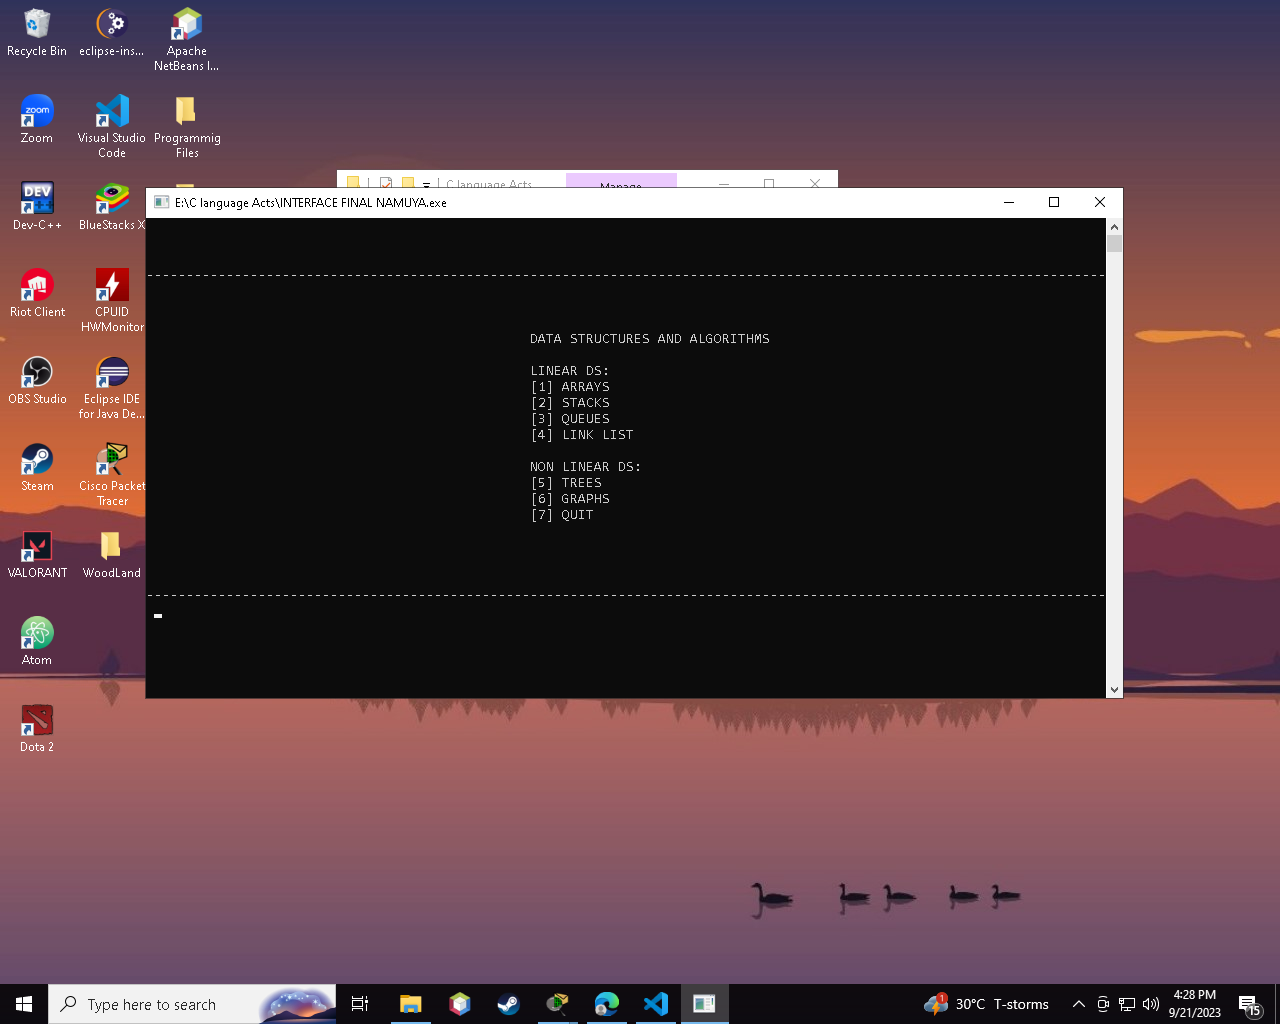 Recycle Bin
eclipse-ins...
Apache
NetBeans I...
Zoom
Visual Studio
Code
Programmig
Files
Dev-C++
BlueStacks X
Riot Client
CPUID
HWMonitor
OBS Studio
Eclipse IDE
for Java De...
Steam
Cisco Packet
Tracer
VALORANT
WoodLand
Atom
Dota 2
C language Acts
Manage
E:\C language Acts\INTERFACE FINAL NAMUYA.exe
DATA STRUCTURES AND ALGORITHMS
LINEAR DS:
[1] ARRAYS
[2] STACKS
[3] QUEUES
[4] LINK LIST
NON LINEAR DS:
[5] TREES
[6] GRAPHS
[7] QUIT
Type here to search
1
30°C T-storms
4:28 PM
9/21/2023
15
zoom
DEV